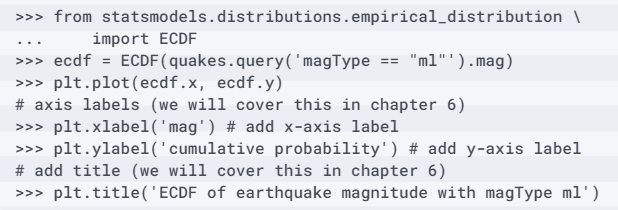 >>> from statsmodels.distributions.empirical_distribution \
...     import ECDF
>>> ecdf = ECDF(quakes.query('magType == "ml"').mag)
>>> plt.plot(ecdf.x, ecdf.y)
# axis labels (we will cover this in chapter 6)
>>> plt.xlabel('mag') # add x-axis label
>>> plt.ylabel('cumulative probability') # add y-axis label
# add title (we will cover this in chapter 6)
>>> plt.title('ECDF of earthquake magnitude with magType ml')